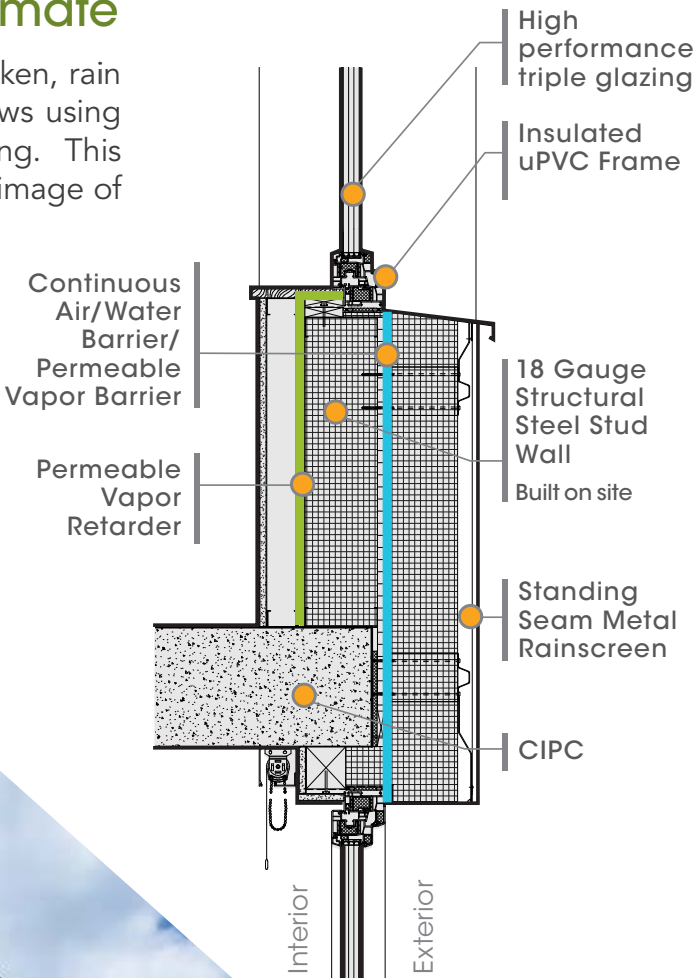 mate
ken, rain
ws using
ng. This
image of
High
performance
triple glazing
Insulated
uPVC Frame
Continuous
Air/Water
Barrier/
Permeable
Vapor Barrier
18 Gauge
Structural
Steel Stud
Wall
Built on site
Permeable
Vapor
Retarder
Standing
Seam Metal
Rainscreen
CIPC
Interior
Exterior